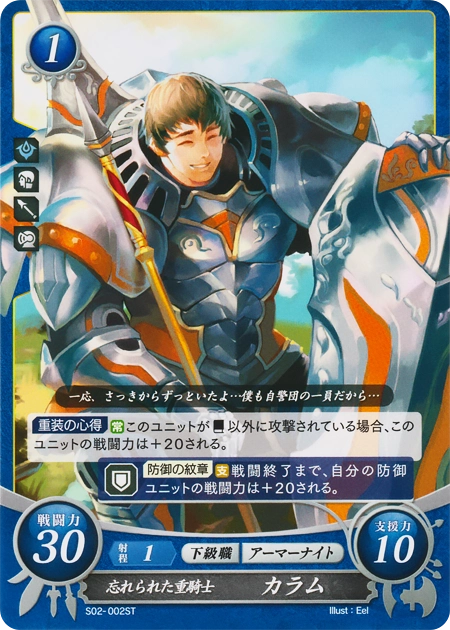 1
一応、さっきからずっといたよ…僕も自警団の一員だから…
重装の心得 常このユニットが 以外に攻撃されている場合、この
ユニットの戦闘力は＋20される。
防御の紋章 支戦闘終了まで、自分の防御
ユニットの戦闘力は＋20される。
戦闘力
30
射程 1
下級職
アーマーナイト
支援力
10
忘れられた重騎士 カラム
S02-002ST
Illust：Eel